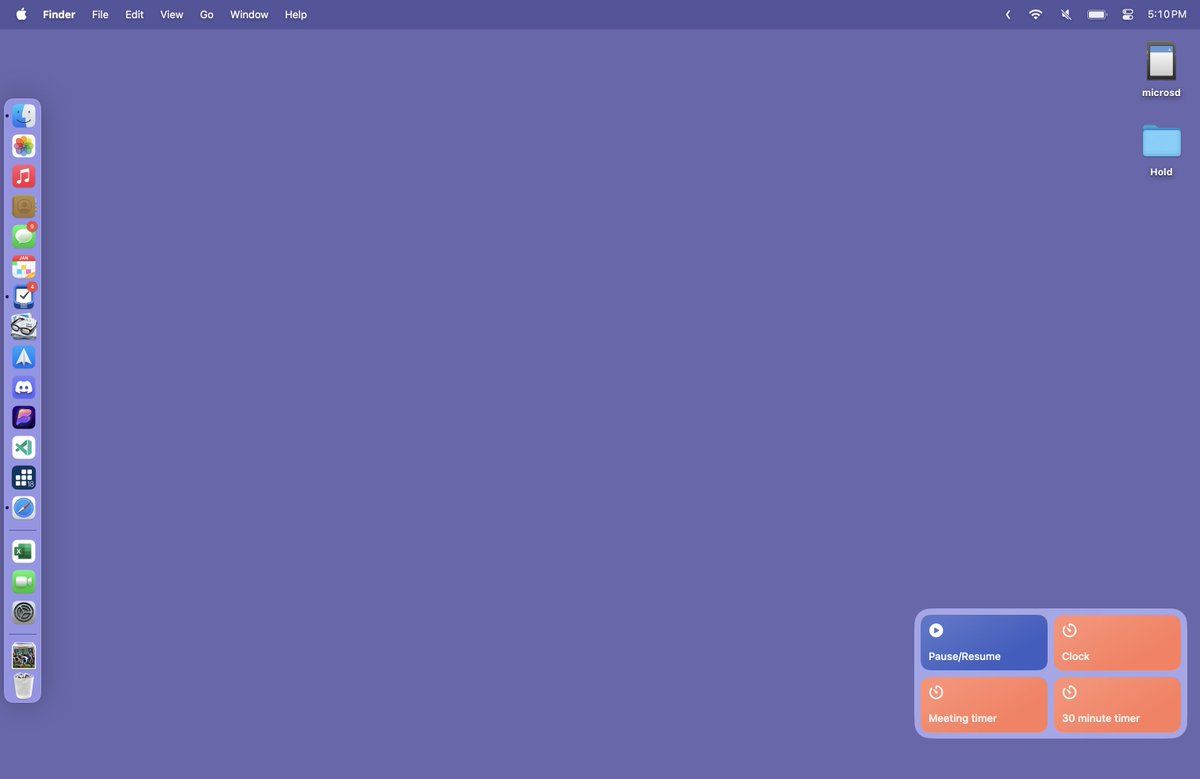 Finder File Edit View Go Window Help 5:10 PM
microsd
Hold
9
JAN
4
18
X
Pause/Resume
Clock
Meeting timer
30 minute timer